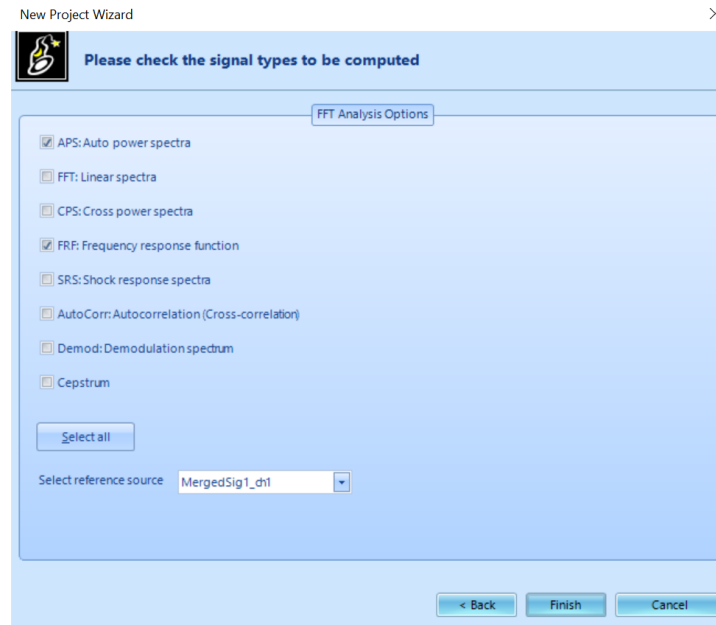 New Project Wizard
Please check the signal types to be computed
FFT Analysis Options
APS: Auto power spectra
FFT: Linear spectra
CPS: Cross power spectra
FRF: Frequency response function
SRS: Shock response spectra
AutoCorr: Autocorrelation (Cross-correlation)
Demod: Demodulation spectrum
Cepstrum
Select all
Select reference source MergedSig1_ch1
< Back Finish Cancel